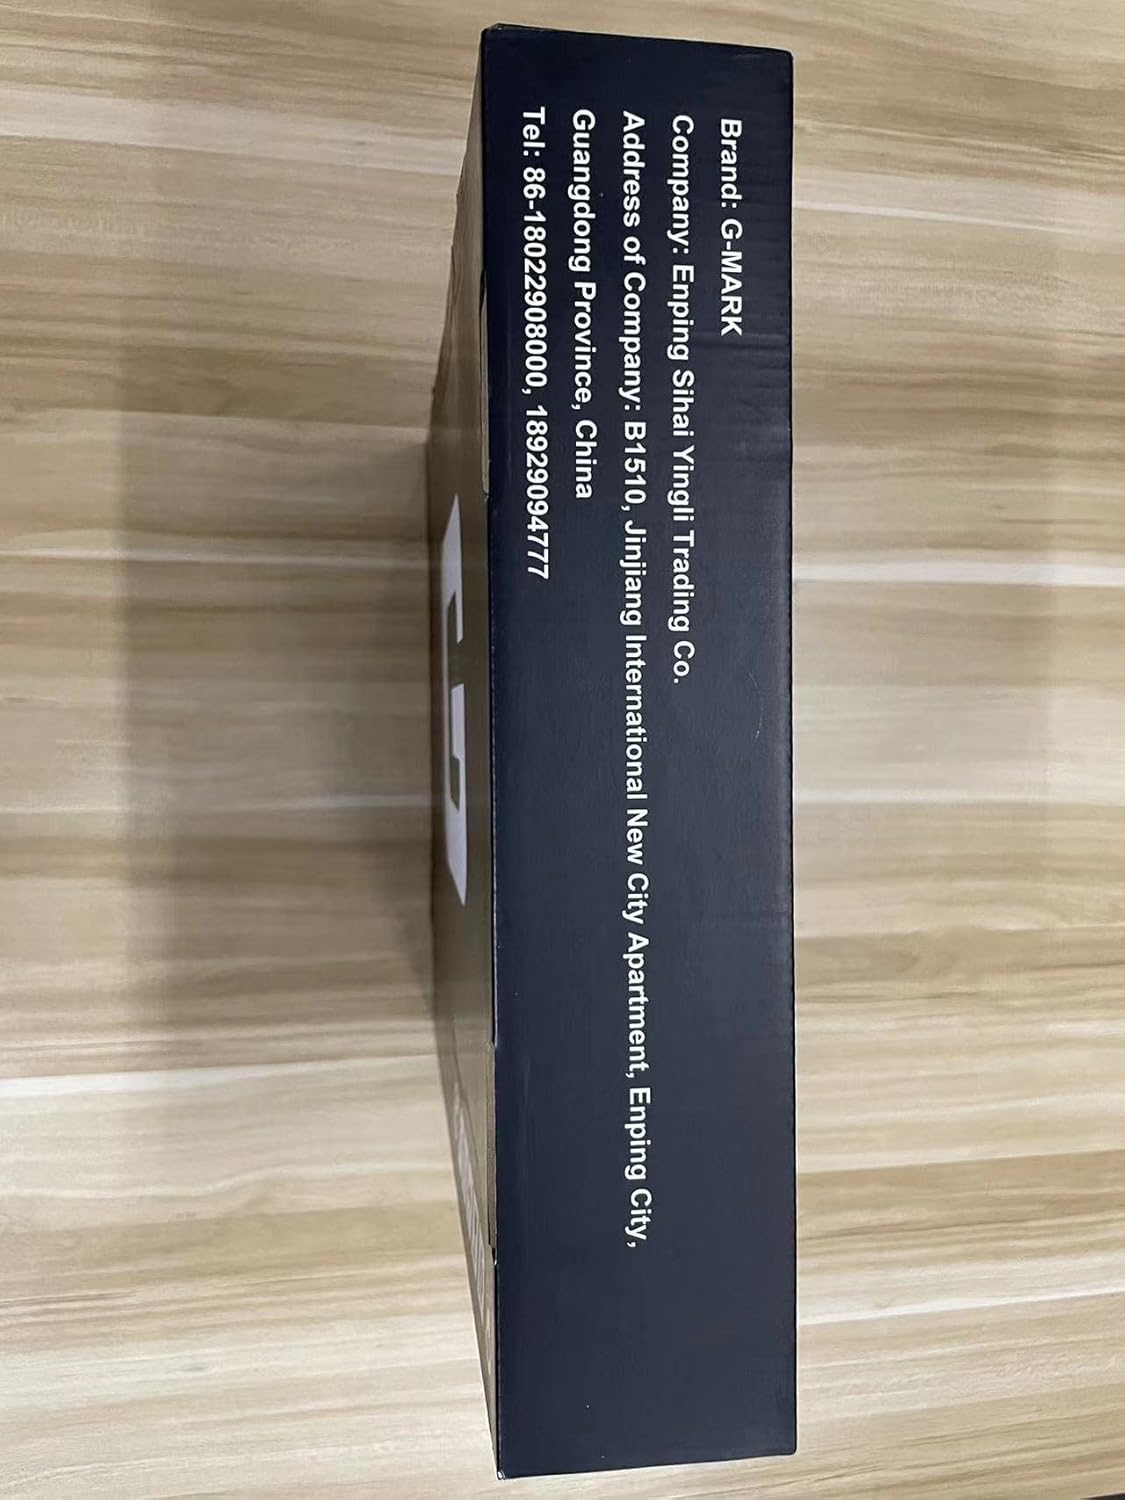 Brand: G-MARK
Company: Enping Sihai Yingli Trading Co.
Address of Company: B1510, Jinjiang International New City Apartment, Enping City,
Guangdong Province, China
Tel: 86-18022908000, 18929094777